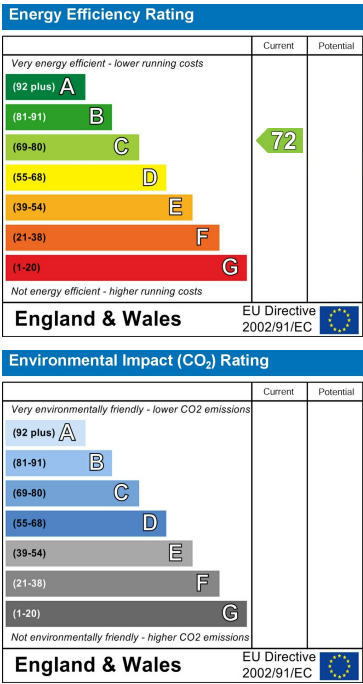 Energy Efficiency Rating
Current Potential
Very energy efficient - lower running costs
(92 plus) A
(81-91) B
(69-80) C
72
(55-68) D
(39-54) E
(21-38) F
(1-20) G
Not energy efficient - higher running costs
England & Wales
EU Directive
2002/91/EC
Environmental Impact (CO₂) Rating
Current Potential
Very environmentally friendly - lower CO2 emissions
(92 plus) A
(81-91) B
(69-80) C
(55-68) D
(39-54) E
(21-38) F
(1-20) G
Not environmentally friendly - higher CO2 emissions
England & Wales
EU Directive
2002/91/EC